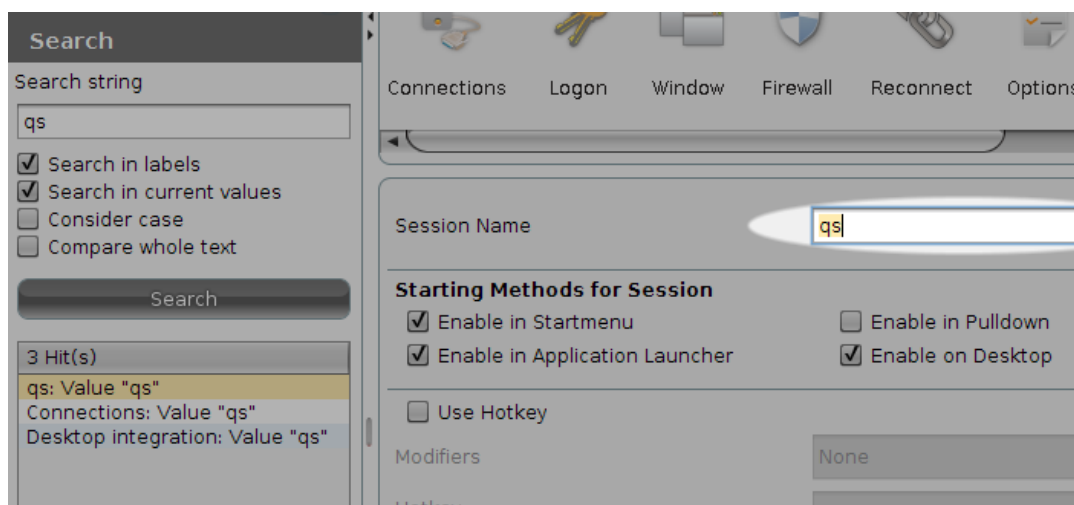 Search
Search string
qs
Search in labels
Search in current values
Consider case
Compare whole text
Search
3 Hit(s)
qs: Value "qs"
Connections: Value "qs"
Desktop integration: Value "qs"
Connections Logon Window Firewall Reconnect Options
Session Name qs
Starting Methods for Session
Enable in Startmenu Enable in Pulldown
Enable in Application Launcher Enable on Desktop
Use Hotkey
Modifiers None